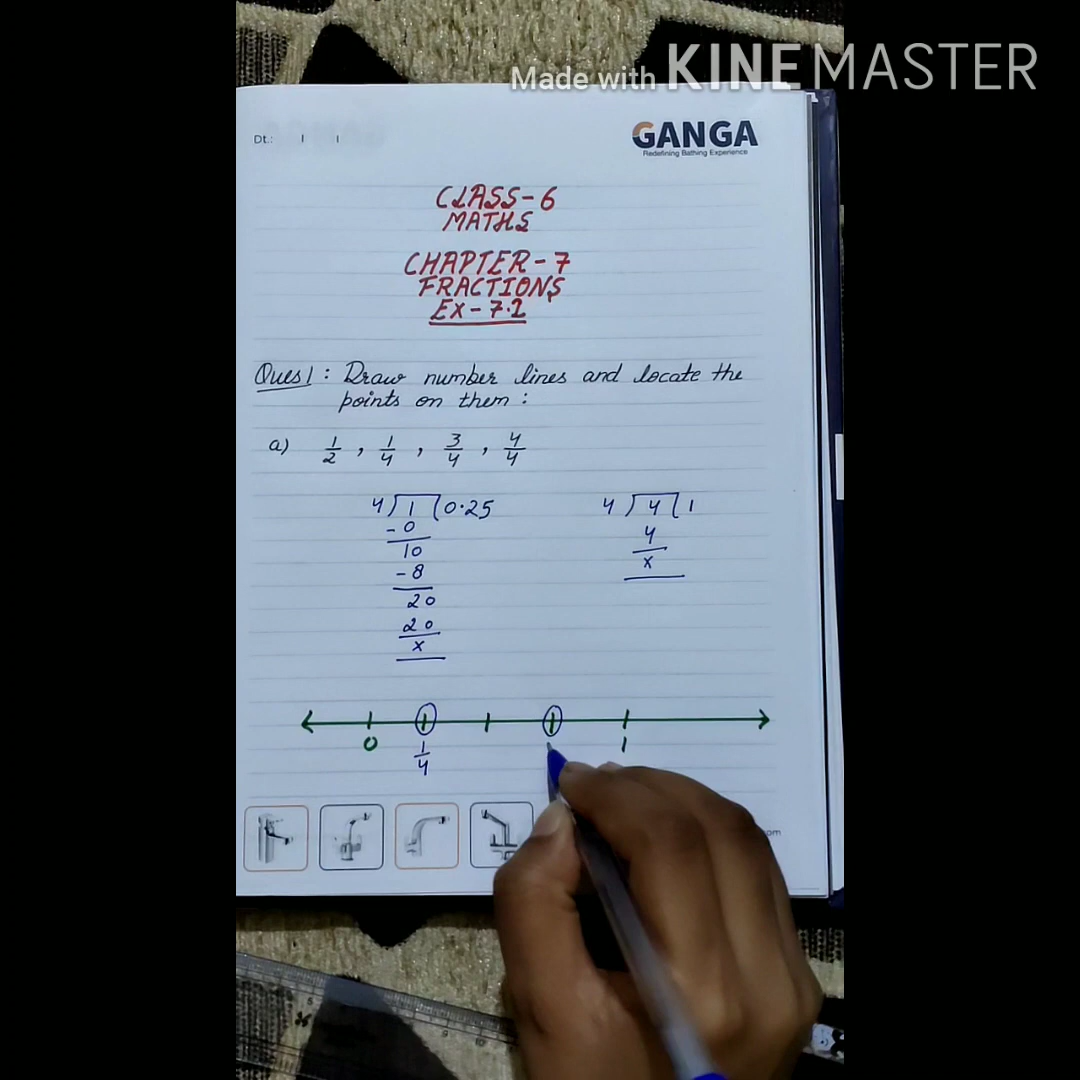 Made with KINEMASTER
Dt.: / /
GANGA
Redefining Bathing Experience
CLASS-6
MATHS
CHAPTER-7
FRACTIONS
EX-7.2
Ques 1 : Draw number lines and locate the
points on them :
a) 1/2 , 1/4 , 3/4 , 4/4
4 ) 1 ( 0.25
- 0
10
- 8
20
20
x
4 ) 4 ( 1
4
x
0 1
1/4